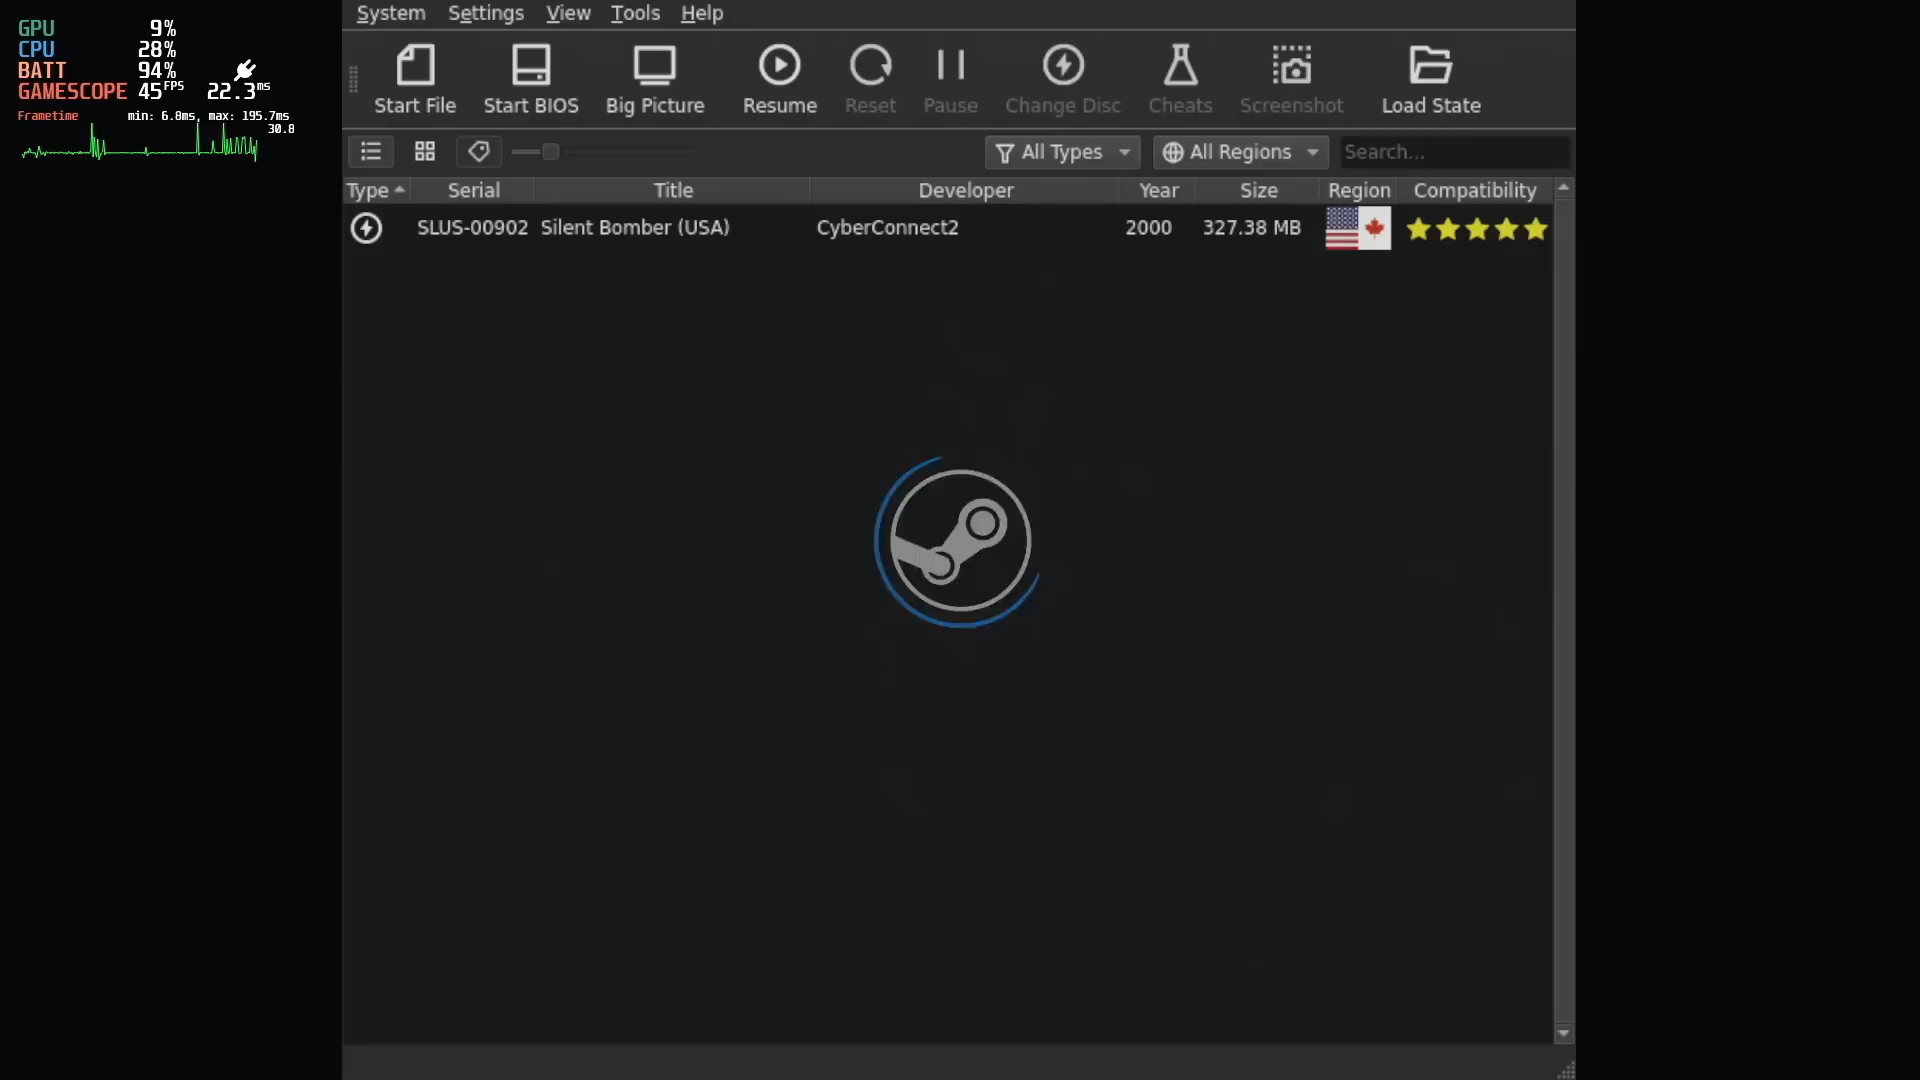 GPU 9%
CPU 28%
BATT 94%
GAMESCOPE 45 FPS 22.3ms
Frametime min: 6.8ms, max: 195.7ms
30.8
System Settings View Tools Help
Start File Start BIOS Big Picture Resume Reset Pause Change Disc Cheats Screenshot Load State
All Types All Regions Search...
Type Serial Title Developer Year Size Region Compatibility
SLUS-00902 Silent Bomber (USA) CyberConnect2 2000 327.38 MB